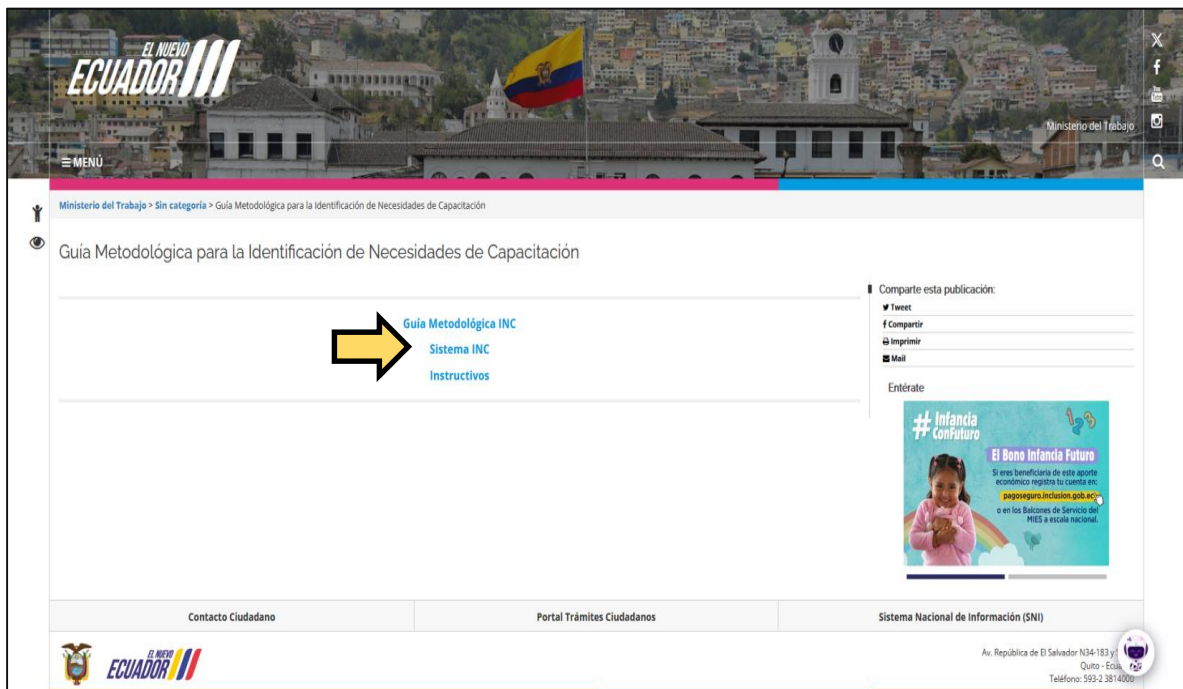 EL NUEVO
ECUADOR
Ministerio del Trabajo
MENÚ
Ministerio del Trabajo > Sin categoría > Guía Metodológica para la Identificación de Necesidades de Capacitación
Guía Metodológica para la Identificación de Necesidades de Capacitación
Guía Metodológica INC
Sistema INC
Instructivos
Comparte esta publicación:
Tweet
Compartir
Imprimir
Mail
Entérate
# Infancia
ConFuturo
1 2 3
El Bono Infancia Futuro
Si eres beneficiaria de este aporte
económico registra tu cuenta en:
pagoseguro.inclusion.gob.ec
o en los Balcones de Servicio del
MIES a escala nacional.
Contacto Ciudadano
Portal Trámites Ciudadanos
Sistema Nacional de Información (SNI)
EL NUEVO
ECUADOR
Av. República de El Salvador N34-183 y
Quito -
Teléfono: 593-2 3814000